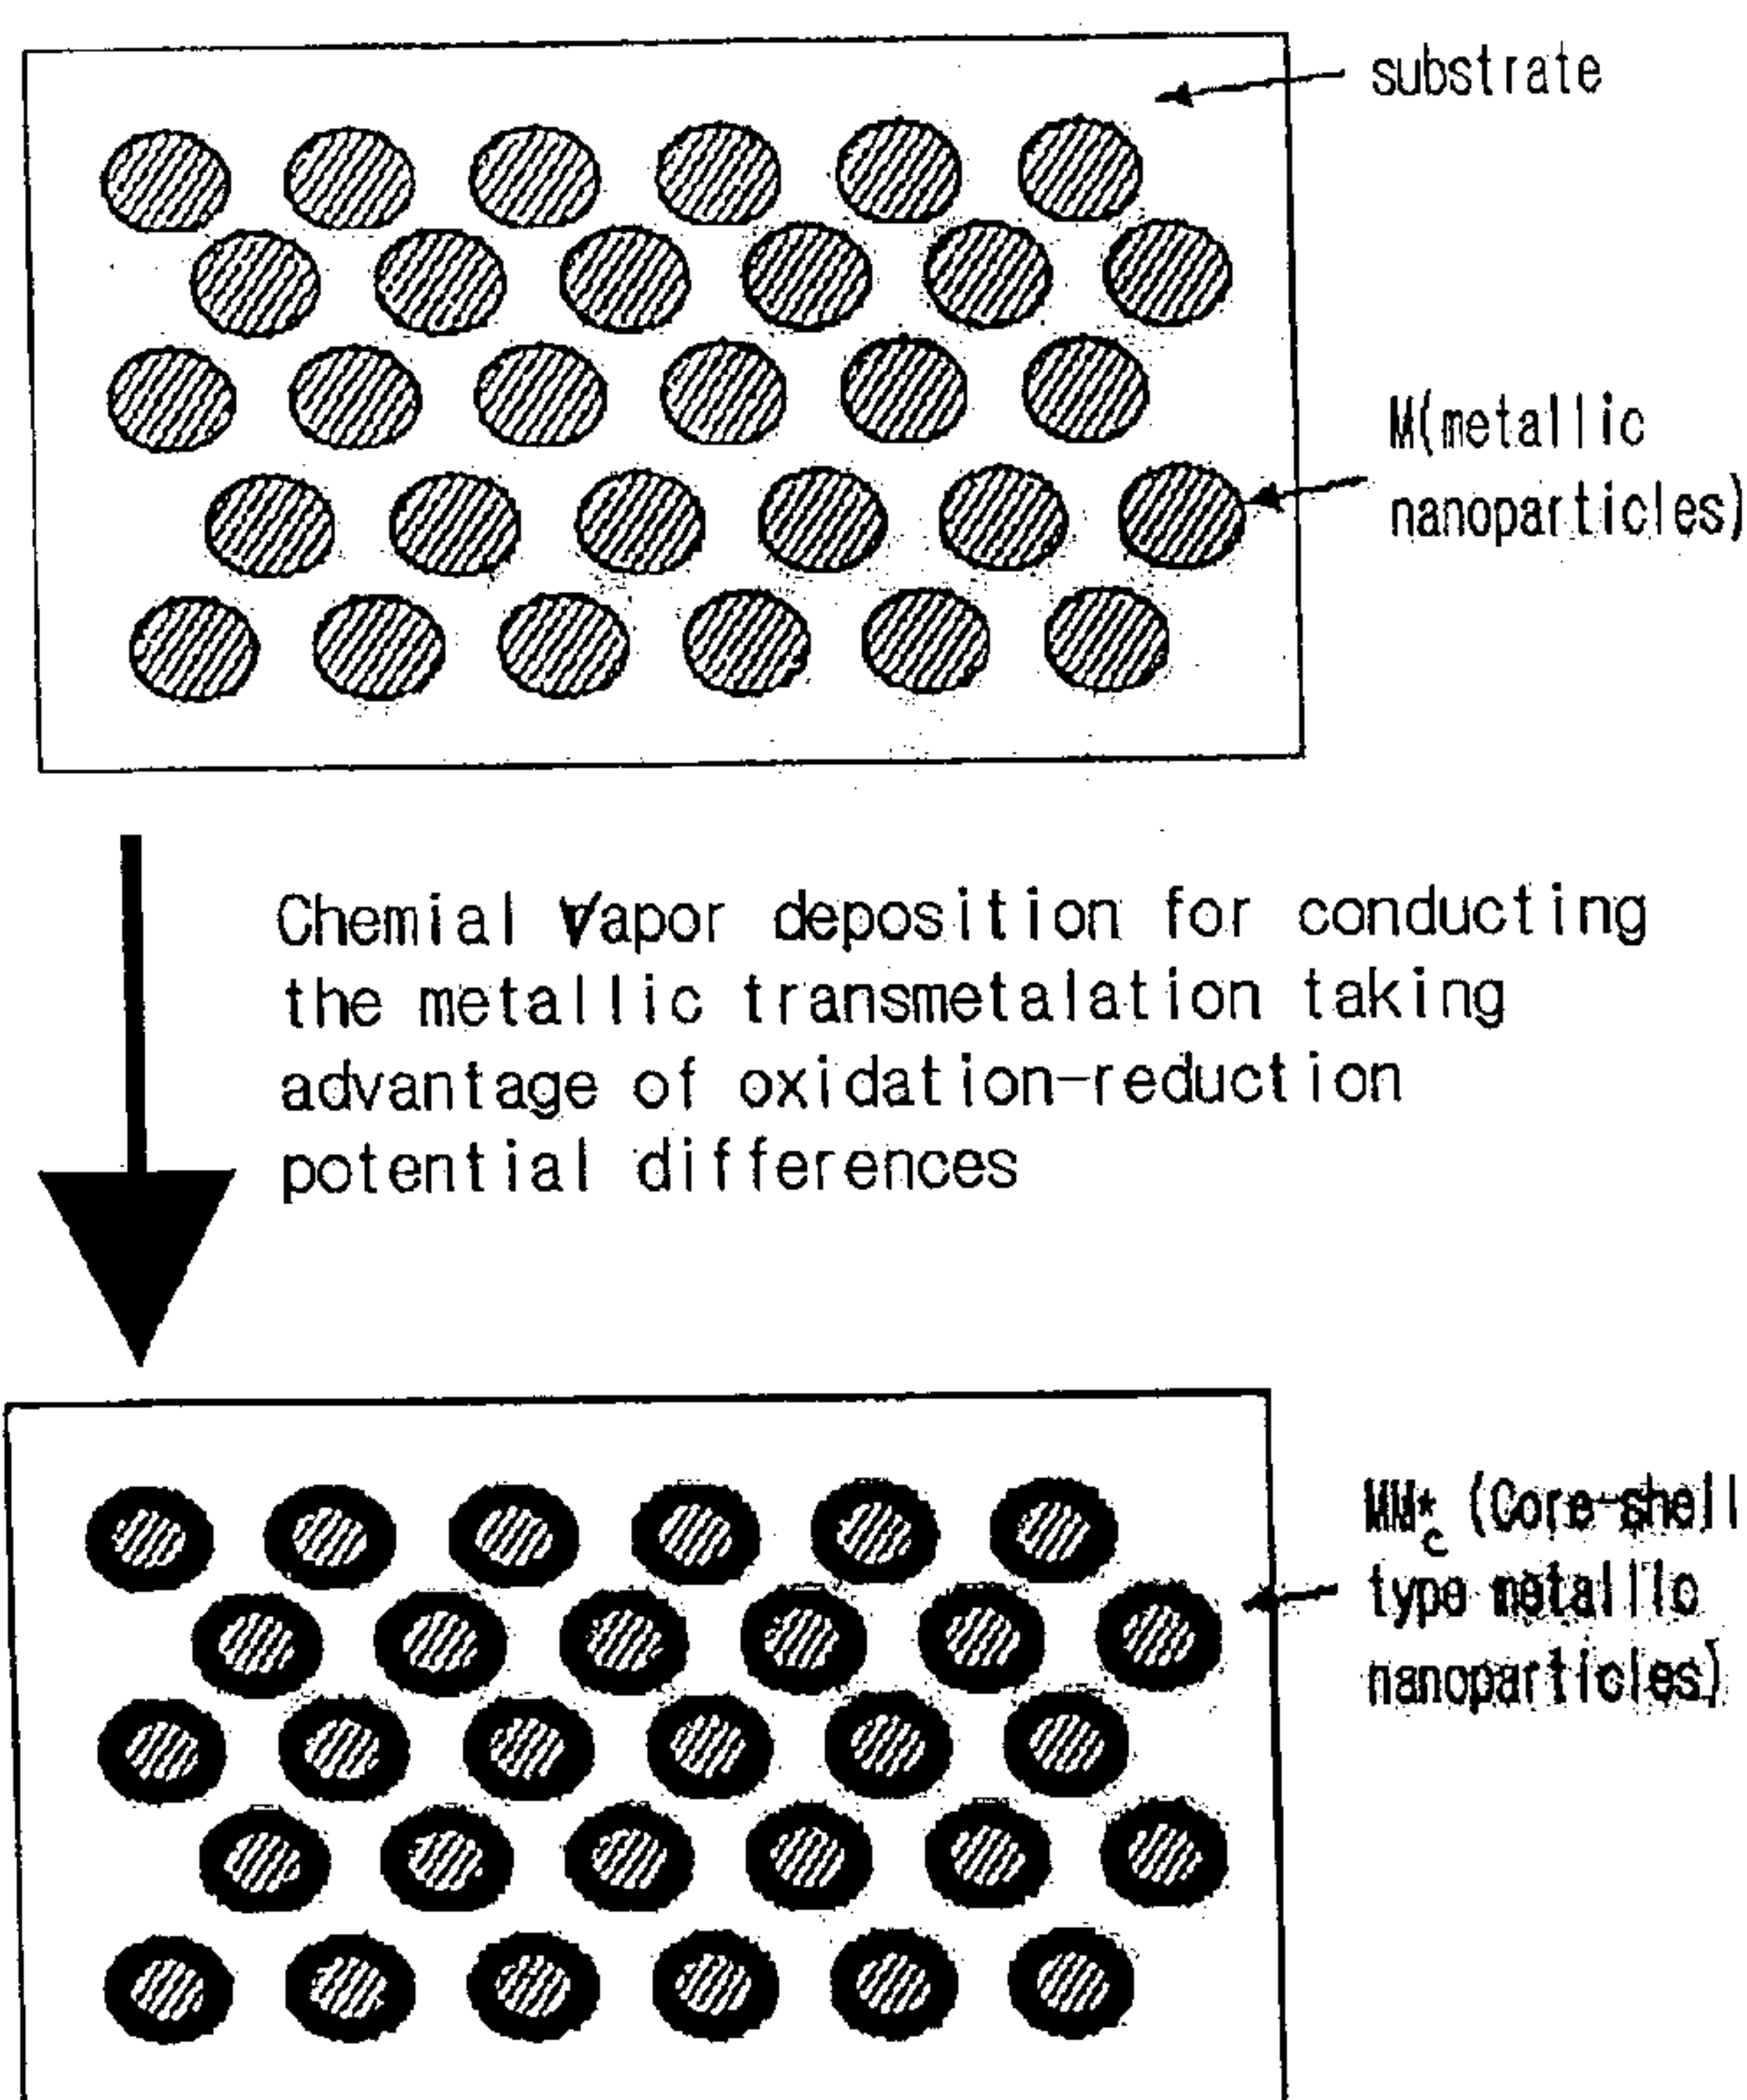 substrate
M(metallic
nanoparticles)
Chemial Vapor deposition for conducting
the metallic transmetalation taking
advantage of oxidation-reduction
potential differences
(Core-shell
type metallic
nanoparticles)